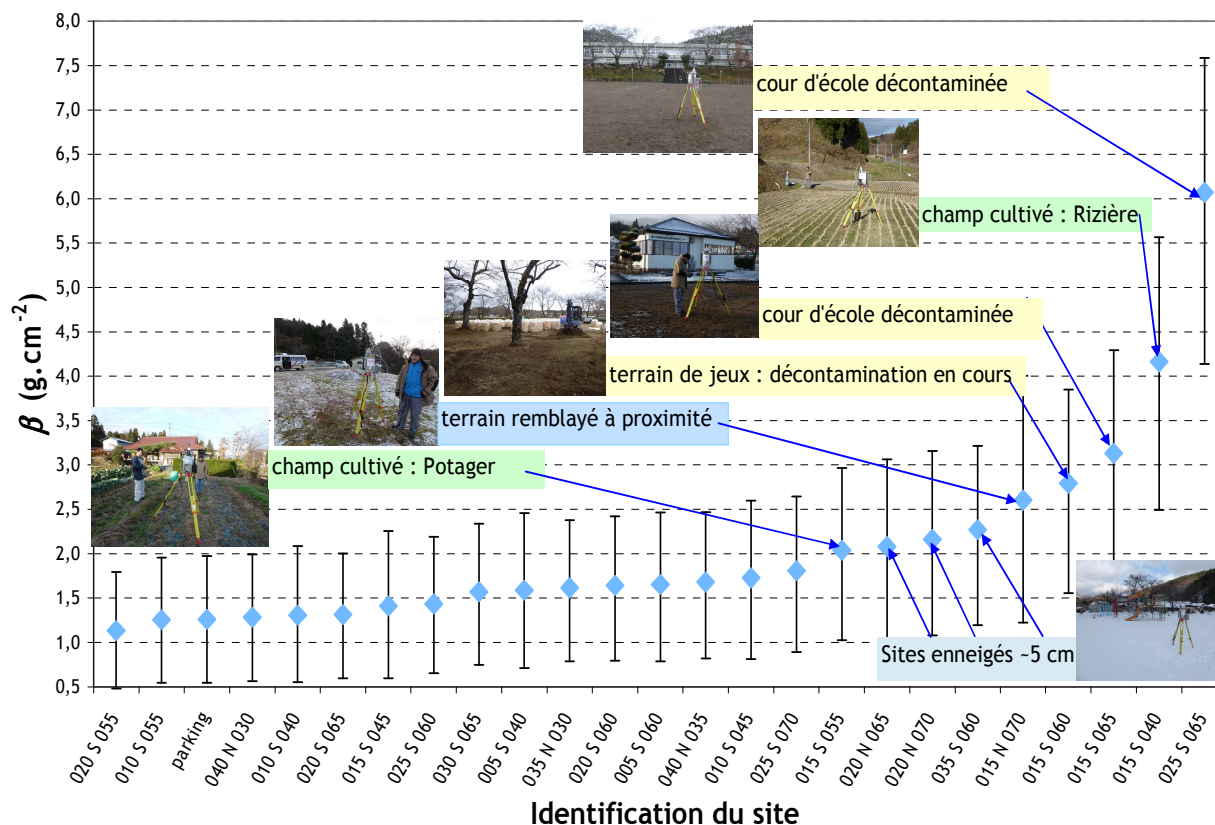 8,0
7,5
7,0
6,5
6,0
5,5
5,0
4,5
4,0
3,5
3,0
2,5
2,0
1,5
1,0
0,5
β (g.cm⁻²)
cour d'école décontaminée
champ cultivé : Rizière
cour d'école décontaminée
terrain de jeux : décontamination en cours
terrain remblayé à proximité
champ cultivé : Potager
Sites enneigés ~5 cm
020 S 055
010 S 055
parking
040 N 030
010 S 040
020 S 065
015 S 045
025 S 060
030 S 065
005 S 040
035 N 030
020 S 060
005 S 060
040 N 035
010 S 045
025 S 070
015 S 055
020 N 065
020 N 070
035 S 060
015 N 070
015 S 060
015 S 065
015 S 040
025 S 065
Identification du site